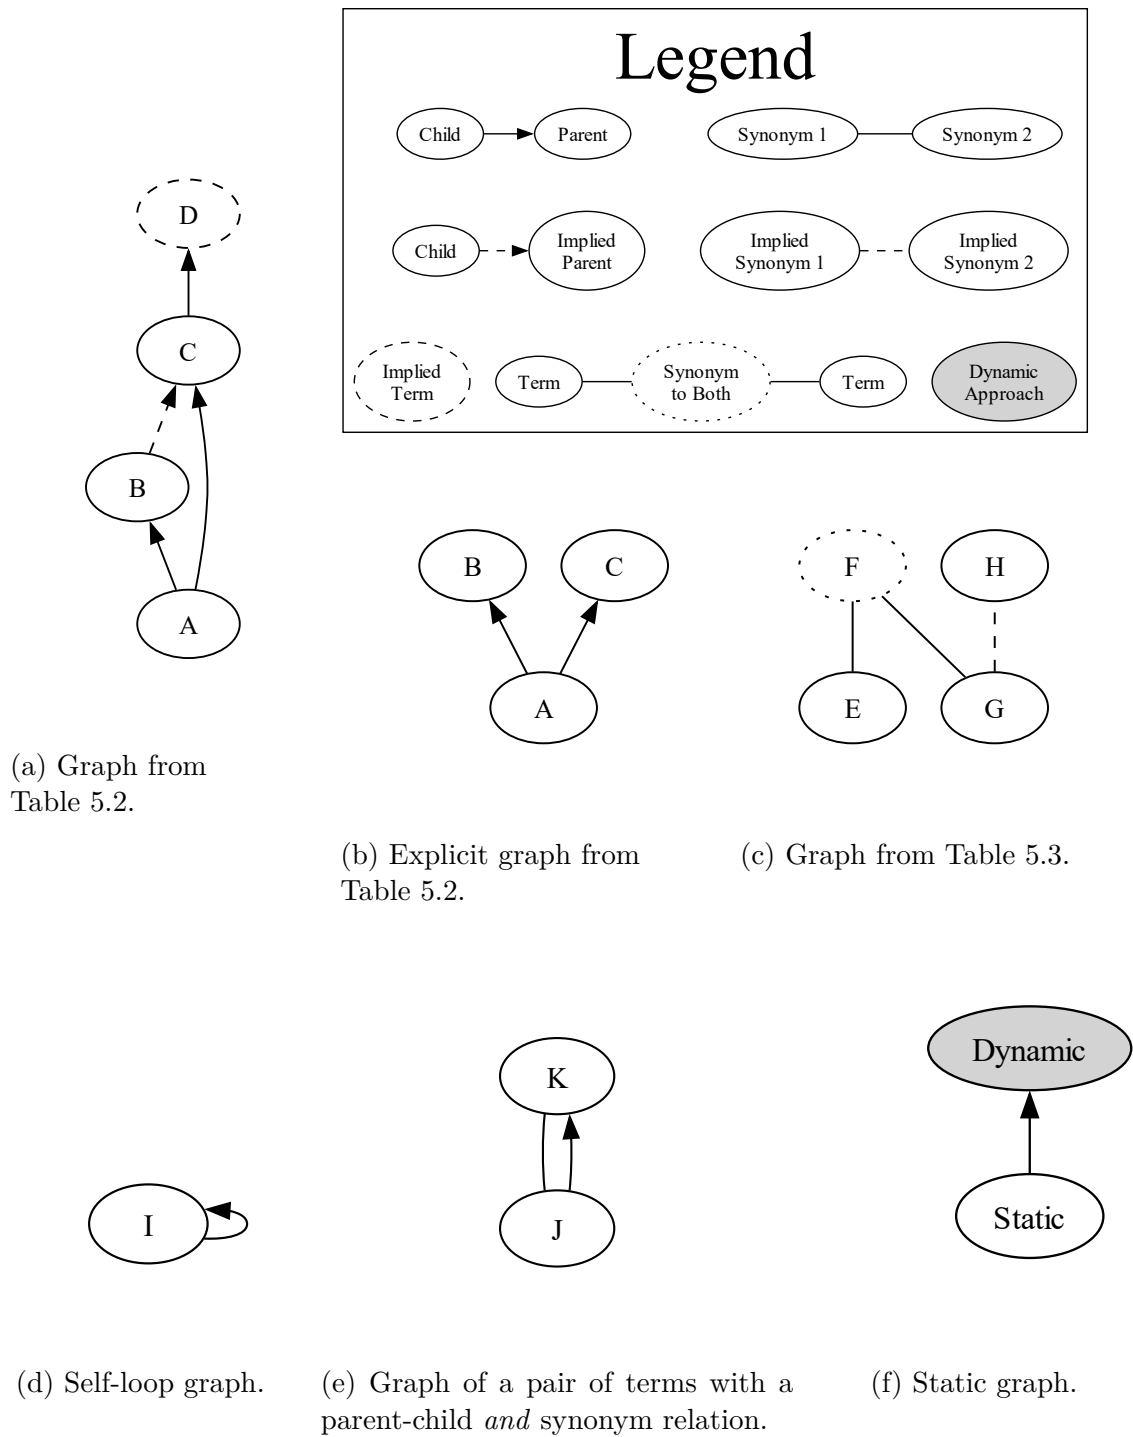 Legend
Child
Parent
Synonym 1
Synonym 2
Child
Implied
Parent
Implied
Synonym 1
Implied
Synonym 2
Implied
Term
Term
Synonym
to Both
Term
Dynamic
Approach
D
C
B
A
(a) Graph from
Table 5.2.
B
C
A
(b) Explicit graph from
Table 5.2.
F
H
E
G
(c) Graph from Table 5.3.
I
(d) Self-loop graph.
K
J
(e) Graph of a pair of terms with a
parent-child and synonym relation.
Dynamic
Static
(f) Static graph.